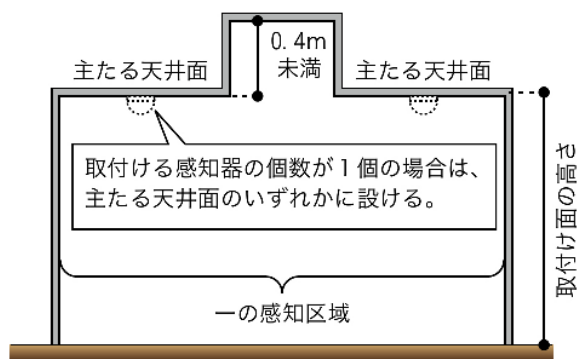 0.4m
未満
主たる天井面
主たる天井面
取付ける感知器の個数が1個の場合は、
主たる天井面のいずれかに設ける。
取付け面の高さ
一の感知区域